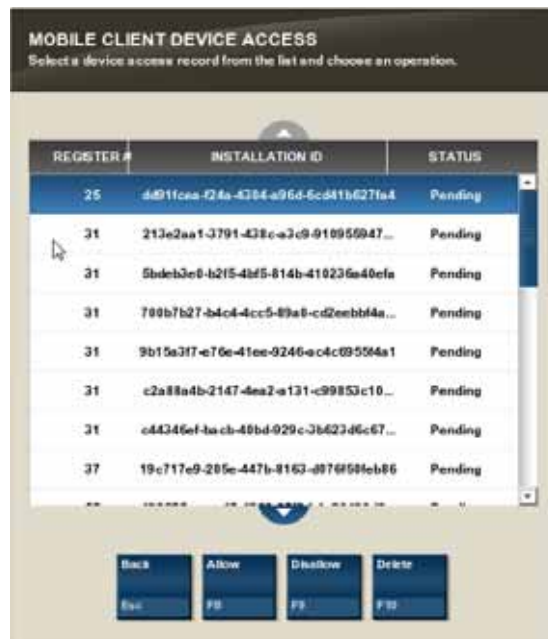 MOBILE CLIENT DEVICE ACCESS
Select a device access record from the list and choose an operation.
REGISTER # INSTALLATION ID STATUS
25 dd91fcea-f24a-4384-a96d-6cd41b627fa4 Pending
31 213e2aa1-3791-438c-a3c9-910955947... Pending
31 5bdeb3e0-b2f5-4bf5-814b-410236a40efa Pending
31 700b7b27-b4c4-4cc5-89a0-cd2eebbf4a... Pending
31 9b15a3f7-e76e-41ee-9246-ac4c6955f4a1 Pending
31 c2a88a4b-2147-4ea2-a131-c99853c10... Pending
31 c44346ef-bacb-40bd-929c-3b623d6c67... Pending
37 19c717e9-205e-447b-8163-d076f50feb86 Pending
Back Allow Disallow Delete
Esc F8 F9 F10